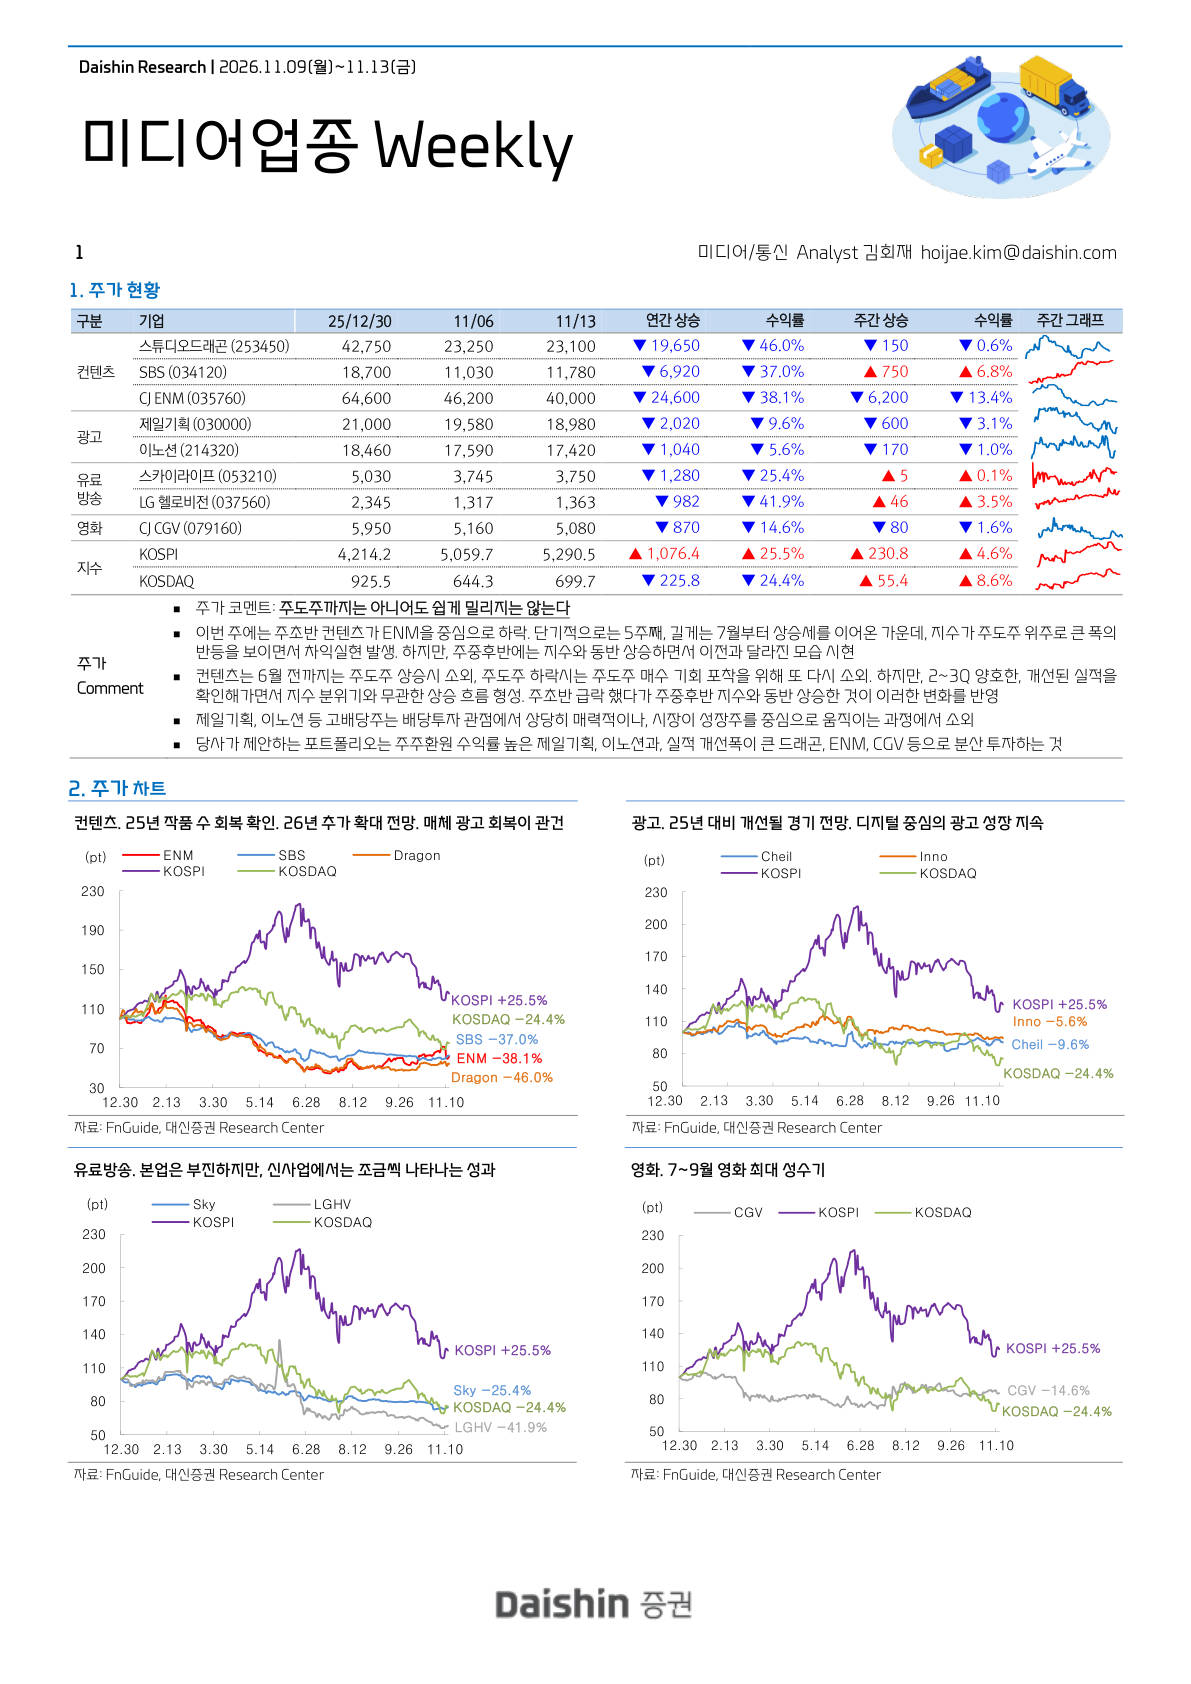 Daishin Research | 2026.11.09(월)~11.13(금)
미디어업종 Weekly
1
미디어/통신 Analyst 김회재 hoijae.kim@daishin.com
1. 주가 현황
구분 기업 25/12/30 11/06 11/13 연간 상승 수익률 주간 상승 수익률 주간 그래프
컨텐츠
스튜디오드래곤 (253450) 42,750 23,250 23,100 ▼ 19,650 ▼ 46.0% ▼ 150 ▼ 0.6%
SBS (034120) 18,700 11,030 11,780 ▼ 6,920 ▼ 37.0% ▲ 750 ▲ 6.8%
CJ ENM (035760) 64,600 46,200 40,000 ▼ 24,600 ▼ 38.1% ▼ 6,200 ▼ 13.4%
광고
제일기획 (030000) 21,000 19,580 18,980 ▼ 2,020 ▼ 9.6% ▼ 600 ▼ 3.1%
이노션 (214320) 18,460 17,590 17,420 ▼ 1,040 ▼ 5.6% ▼ 170 ▼ 1.0%
유료
방송
스카이라이프 (053210) 5,030 3,745 3,750 ▼ 1,280 ▼ 25.4% ▲ 5 ▲ 0.1%
LG 헬로비전 (037560) 2,345 1,317 1,363 ▼ 982 ▼ 41.9% ▲ 46 ▲ 3.5%
영화 CJ CGV (079160) 5,950 5,160 5,080 ▼ 870 ▼ 14.6% ▼ 80 ▼ 1.6%
지수
KOSPI 4,214.2 5,059.7 5,290.5 ▲ 1,076.4 ▲ 25.5% ▲ 230.8 ▲ 4.6%
KOSDAQ 925.5 644.3 699.7 ▼ 225.8 ▼ 24.4% ▲ 55.4 ▲ 8.6%
주가
Comment
■ 주가 코멘트: 주도주까지는 아니어도 쉽게 밀리지는 않는다
■ 이번 주에는 주초반 컨텐츠가 ENM을 중심으로 하락. 단기적으로는 5주째, 길게는 7월부터 상승세를 이어온 가운데, 지수가 주도주 위주로 큰 폭의
반등을 보이면서 차익실현 발생. 하지만, 주중후반에는 지수와 동반 상승하면서 이전과 달라진 모습 시현
■ 컨텐츠는 6월 전까지는 주도주 상승시 소외, 주도주 하락시는 주도주 매수 기회 포착을 위해 또 다시 소외. 하지만, 2~3Q 양호한, 개선된 실적을
확인해가면서 지수 분위기와 무관한 상승 흐름 형성. 주초반 급락 했다가 주중후반 지수와 동반 상승한 것이 이러한 변화를 반영
■ 제일기획, 이노션 등 고배당주는 배당투자 관점에서 상당히 매력적이나, 시장이 성장주를 중심으로 움직이는 과정에서 소외
■ 당사가 제안하는 포트폴리오는 주주환원 수익률 높은 제일기획, 이노션과, 실적 개선폭이 큰 드래곤, ENM, CGV 등으로 분산 투자하는 것
2. 주가 차트
컨텐츠. 25년 작품 수 회복 확인. 26년 추가 확대 전망. 매체 광고 회복이 관건
(pt) ENM SBS Dragon
KOSPI KOSDAQ
230
190
150
110
70
30
KOSPI +25.5%
KOSDAQ −24.4%
SBS −37.0%
ENM −38.1%
Dragon −46.0%
12.30 2.13 3.30 5.14 6.28 8.12 9.26 11.10
자료: FnGuide, 대신증권 Research Center
광고. 25년 대비 개선될 경기 전망. 디지털 중심의 광고 성장 지속
(pt) Cheil Inno
KOSPI KOSDAQ
230
200
170
140
110
80
50
KOSPI +25.5%
Inno −5.6%
Cheil −9.6%
KOSDAQ −24.4%
12.30 2.13 3.30 5.14 6.28 8.12 9.26 11.10
자료: FnGuide, 대신증권 Research Center
유료방송. 본업은 부진하지만, 신사업에서는 조금씩 나타나는 성과
(pt) Sky LGHV
KOSPI KOSDAQ
230
200
170
140
110
80
50
KOSPI +25.5%
Sky −25.4%
KOSDAQ −24.4%
LGHV −41.9%
12.30 2.13 3.30 5.14 6.28 8.12 9.26 11.10
자료: FnGuide, 대신증권 Research Center
영화. 7~9월 영화 최대 성수기
(pt) CGV KOSPI KOSDAQ
230
200
170
140
110
80
50
KOSPI +25.5%
CGV −14.6%
KOSDAQ −24.4%
12.30 2.13 3.30 5.14 6.28 8.12 9.26 11.10
자료: FnGuide, 대신증권 Research Center
Daishin 증권